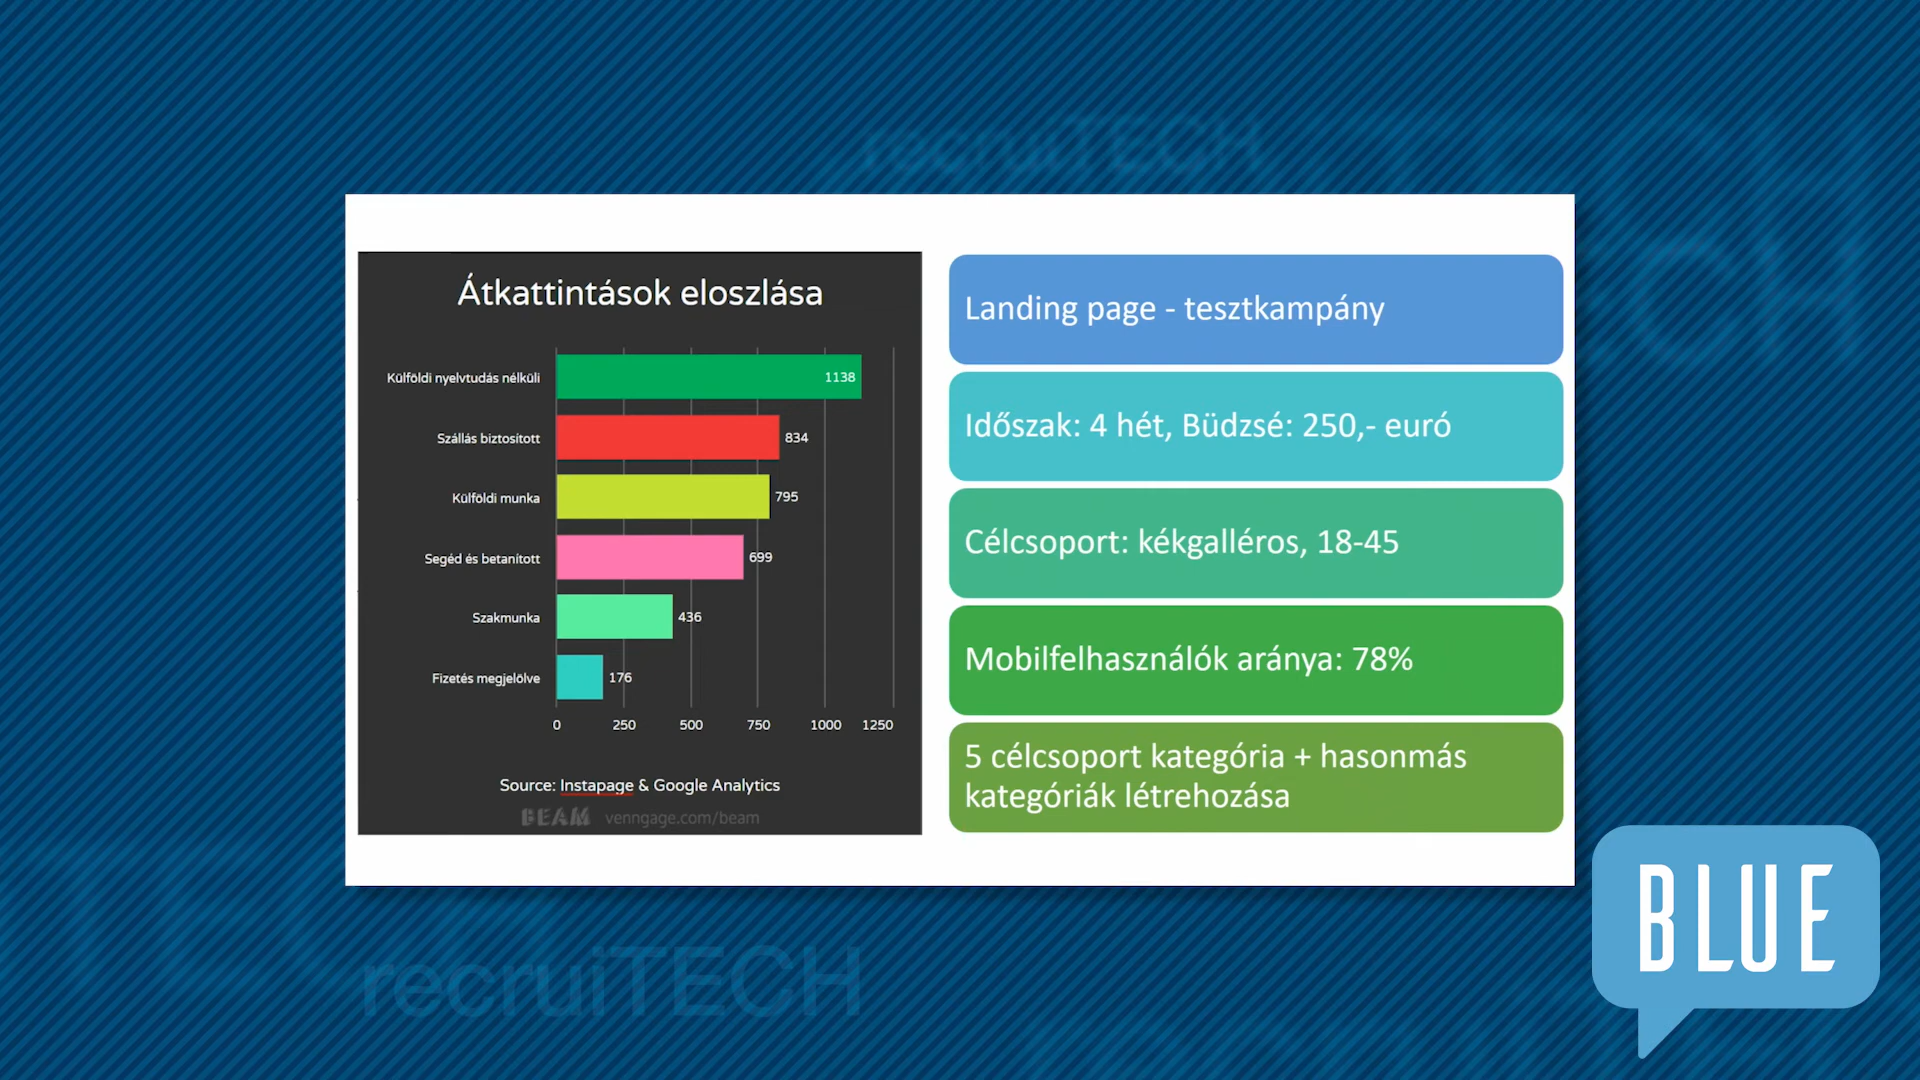 recruiTECH
Átkattintások eloszlása
Külföldi nyelvtudás nélküli
1138
Szállás biztosított
834
Külföldi munka
795
Segéd és betanított
699
Szakmunka
436
Fizetés megjelölve
176
0 250 500 750 1000 1250
Source: Instapage & Google Analytics
BEAM venngage.com/beam
Landing page - tesztkampány
Időszak: 4 hét, Büdzsé: 250,- euró
Célcsoport: kékgalléros, 18-45
Mobilfelhasználók aránya: 78%
5 célcsoport kategória + hasonmás
kategóriák létrehozása
BLUE
recruiTECH